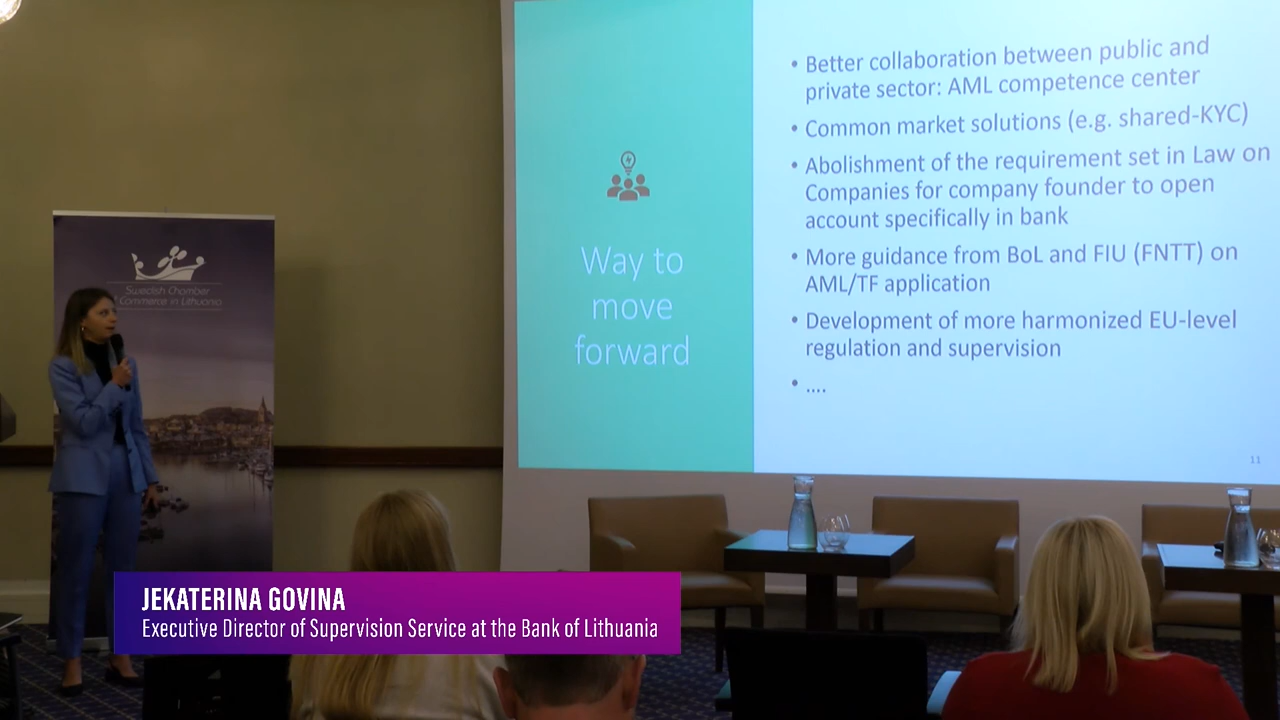 Swedish Chamber
of Commerce in Lithuania
Way to
move
forward
• Better collaboration between public and
private sector: AML competence center
• Common market solutions (e.g. shared-KYC)
• Abolishment of the requirement set in Law on
Companies for company founder to open
account specifically in bank
• More guidance from BoL and FIU (FNTT) on
AML/TF application
• Development of more harmonized EU-level
regulation and supervision
• ....
11
JEKATERINA GOVINA
Executive Director of Supervision Service at the Bank of Lithuania